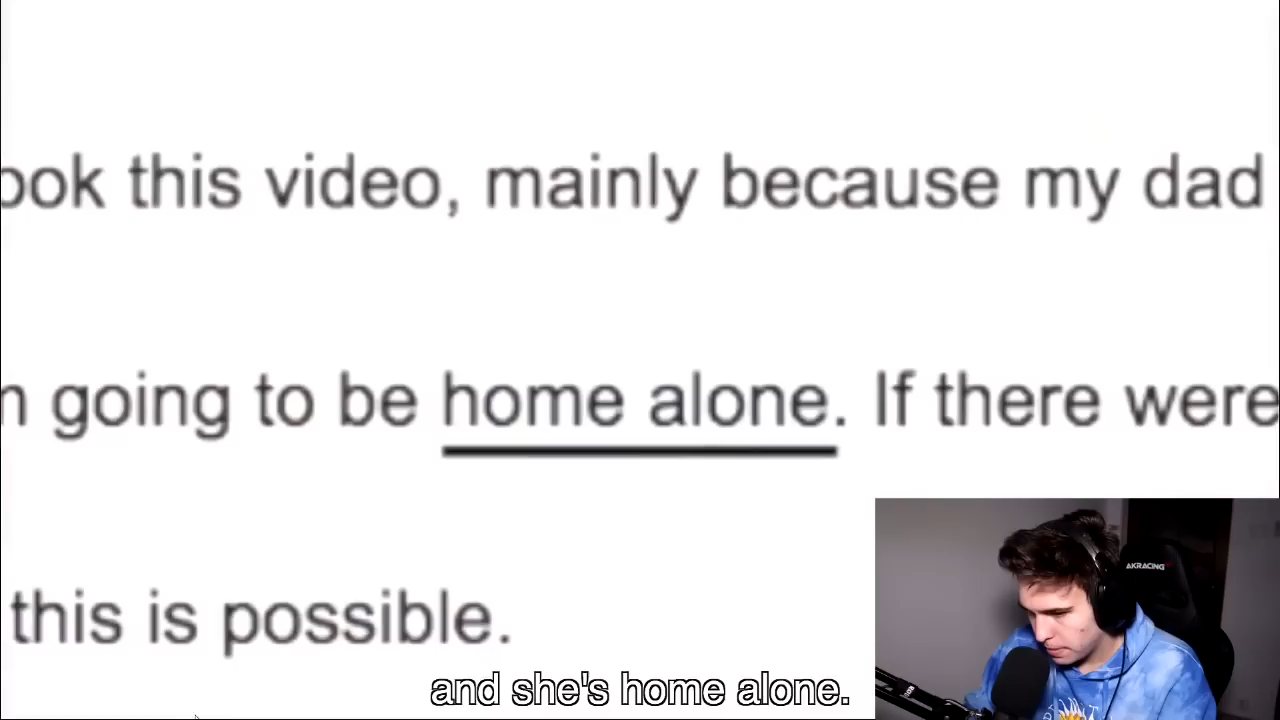 this video, mainly because my dad
going to be home alone. If there were
this is possible.
and she's home alone.
AKRACING